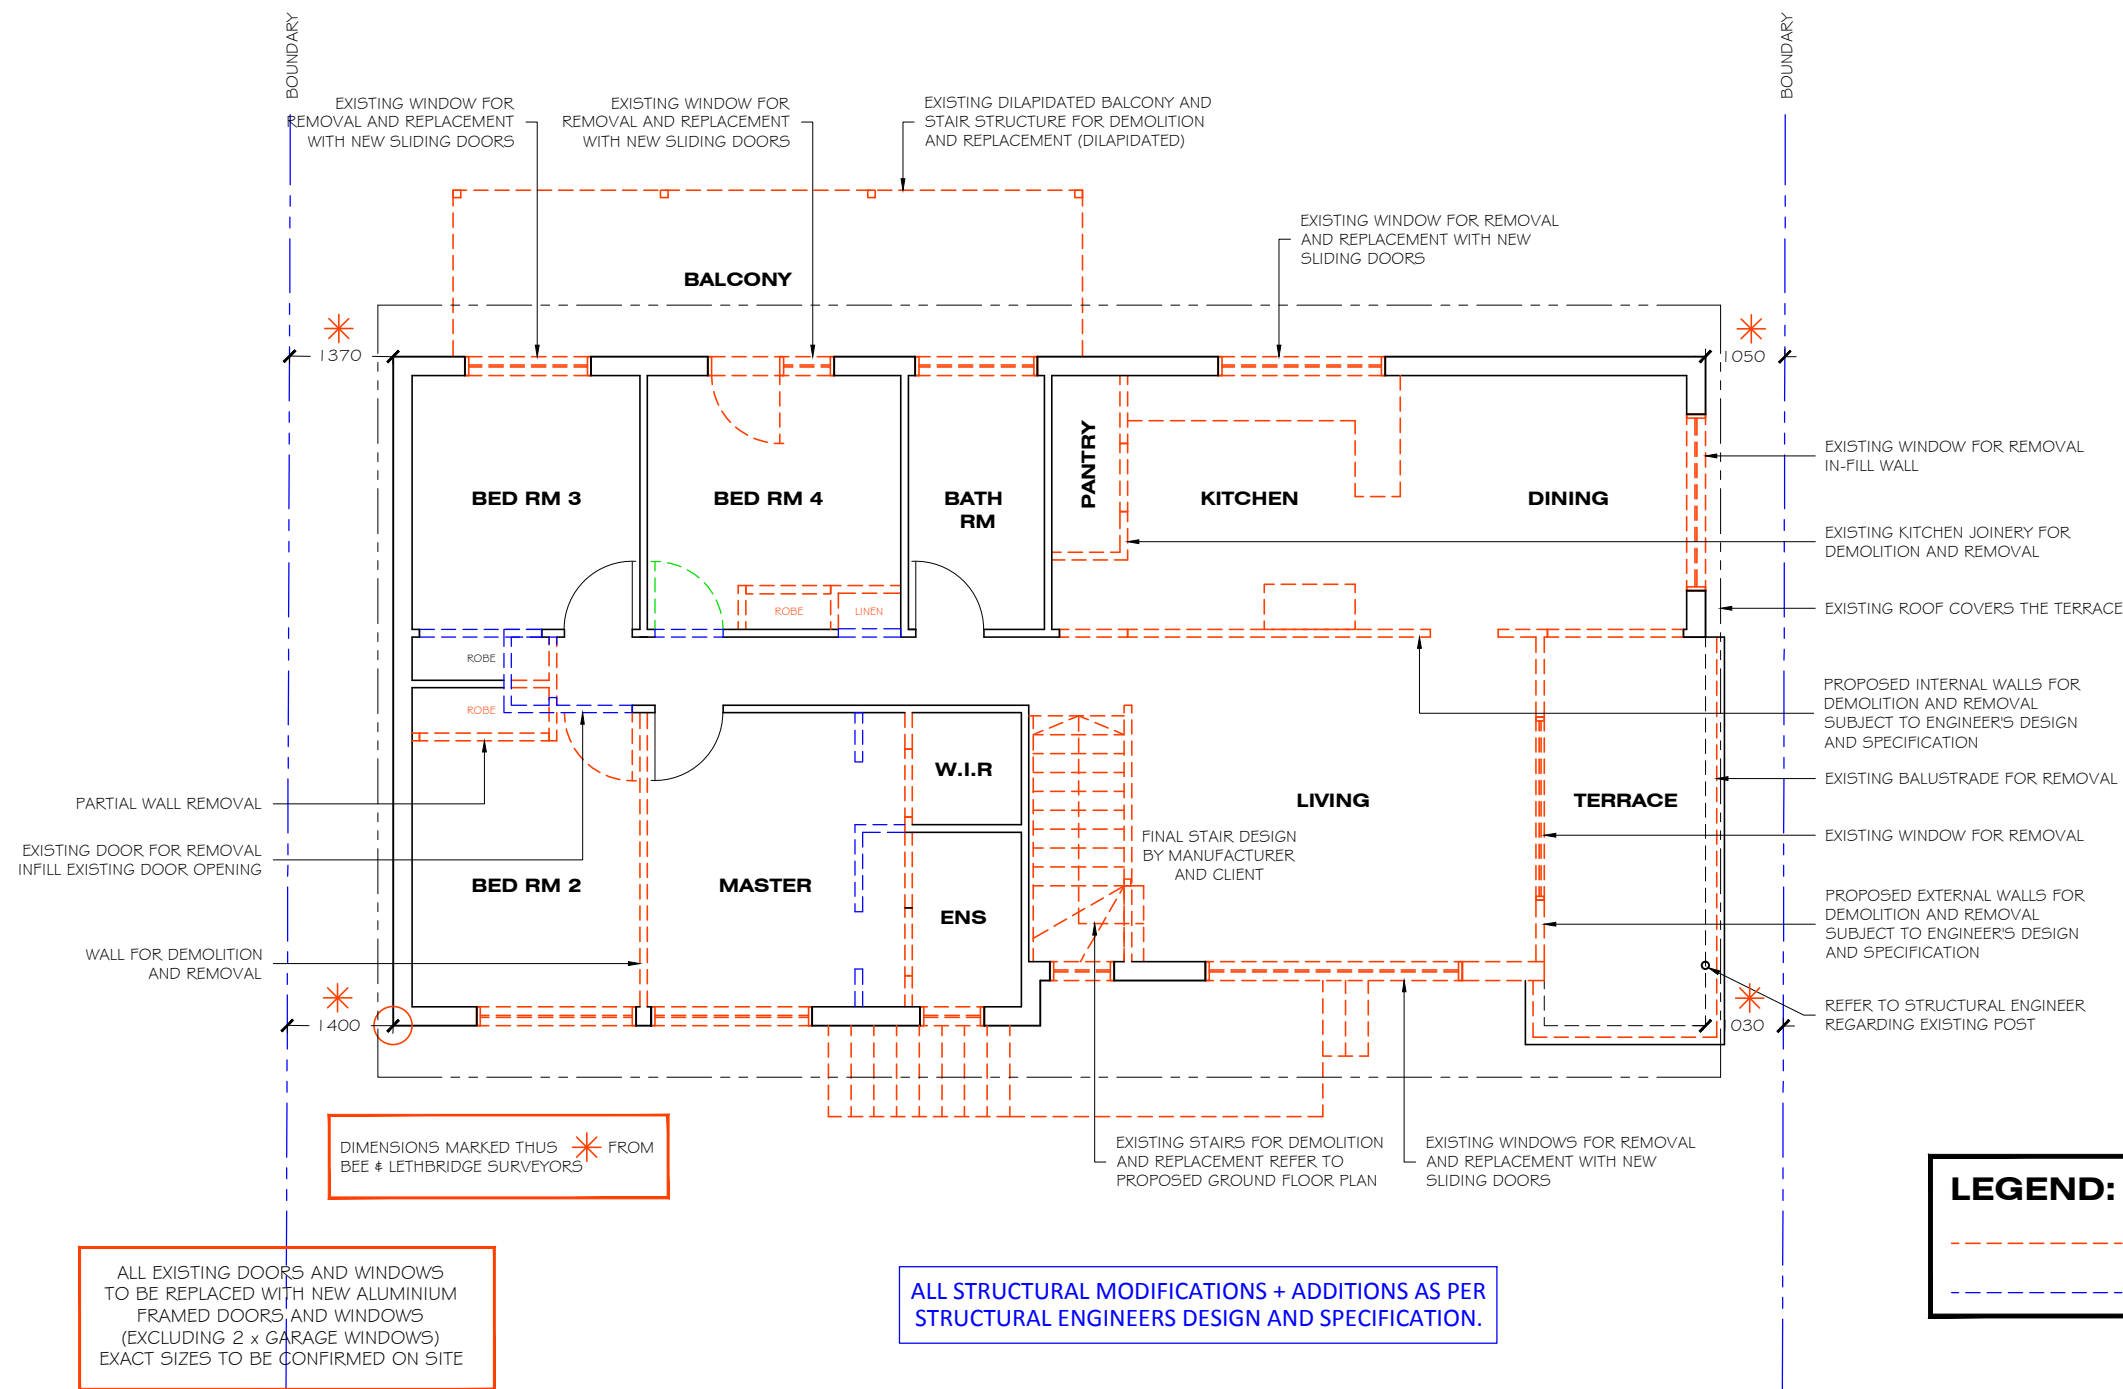 BOUNDARY
BOUNDARY
EXISTING WINDOW FOR
REMOVAL AND REPLACEMENT
WITH NEW SLIDING DOORS
EXISTING WINDOW FOR
REMOVAL AND REPLACEMENT
WITH NEW SLIDING DOORS
EXISTING DILAPIDATED BALCONY AND
STAIR STRUCTURE FOR DEMOLITION
AND REPLACEMENT (DILAPIDATED)
EXISTING WINDOW FOR REMOVAL
AND REPLACEMENT WITH NEW
SLIDING DOORS
BALCONY
1370
1050
BED RM 3
BED RM 4
BATH
RM
PANTRY
KITCHEN
DINING
EXISTING WINDOW FOR REMOVAL
IN-FILL WALL
EXISTING KITCHEN JOINERY FOR
DEMOLITION AND REMOVAL
EXISTING ROOF COVERS THE TERRACE
ROBE
LINEN
ROBE
ROBE
PROPOSED INTERNAL WALLS FOR
DEMOLITION AND REMOVAL
SUBJECT TO ENGINEER'S DESIGN
AND SPECIFICATION
EXISTING BALUSTRADE FOR REMOVAL
W.I.R
LIVING
TERRACE
PARTIAL WALL REMOVAL
EXISTING WINDOW FOR REMOVAL
EXISTING DOOR FOR REMOVAL
INFILL EXISTING DOOR OPENING
FINAL STAIR DESIGN
BY MANUFACTURER
AND CLIENT
BED RM 2
MASTER
ENS
PROPOSED EXTERNAL WALLS FOR
DEMOLITION AND REMOVAL
SUBJECT TO ENGINEER'S DESIGN
AND SPECIFICATION
WALL FOR DEMOLITION
AND REMOVAL
REFER TO STRUCTURAL ENGINEER
REGARDING EXISTING POST
1400
1030
DIMENSIONS MARKED THUS FROM
BEE & LETHBRIDGE SURVEYORS
EXISTING STAIRS FOR DEMOLITION
AND REPLACEMENT REFER TO
PROPOSED GROUND FLOOR PLAN
EXISTING WINDOWS FOR REMOVAL
AND REPLACEMENT WITH NEW
SLIDING DOORS
LEGEND:
ALL EXISTING DOORS AND WINDOWS
TO BE REPLACED WITH NEW ALUMINIUM
FRAMED DOORS AND WINDOWS
(EXCLUDING 2 x GARAGE WINDOWS)
EXACT SIZES TO BE CONFIRMED ON SITE
ALL STRUCTURAL MODIFICATIONS + ADDITIONS AS PER
STRUCTURAL ENGINEERS DESIGN AND SPECIFICATION.